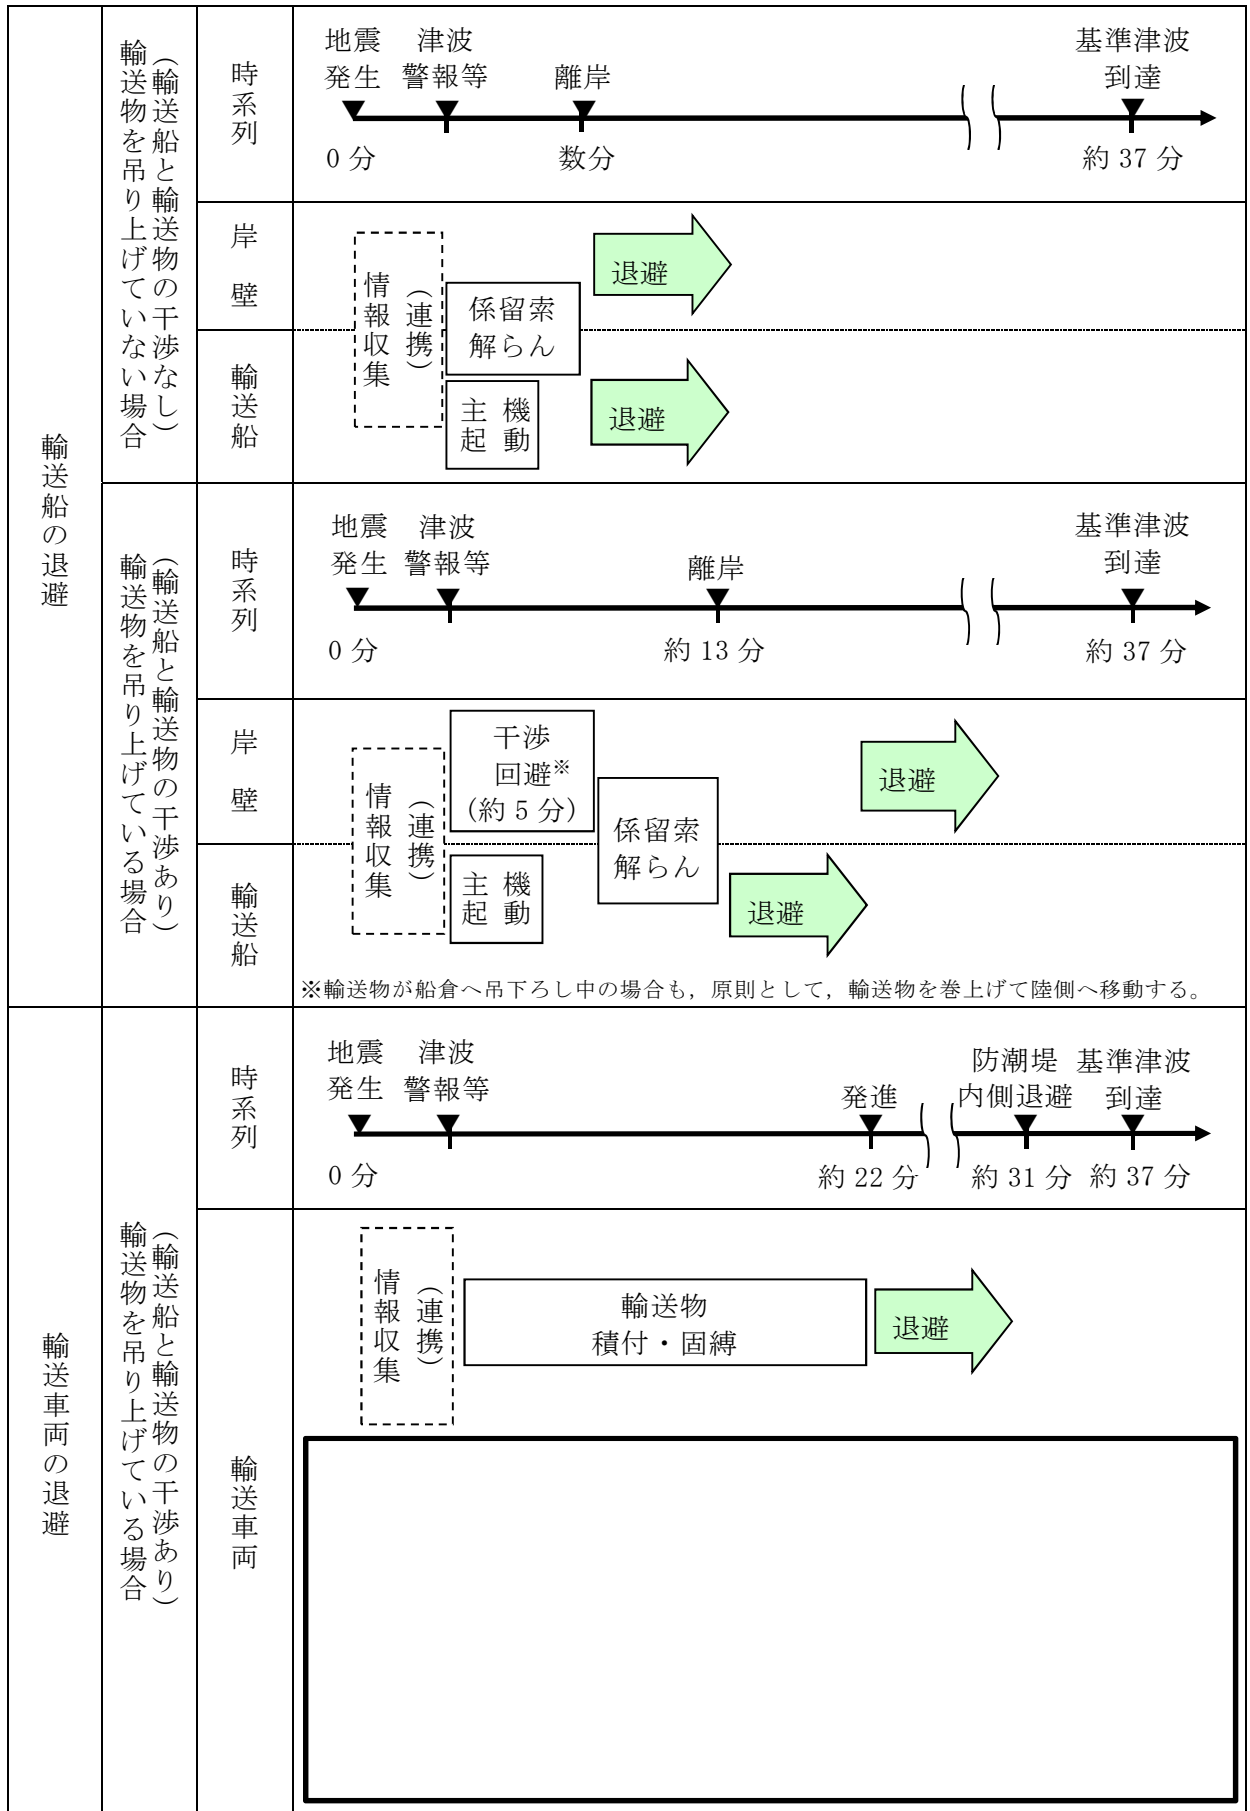 輸送船の退避
輸送物を吊り上げていない場合
（輸送船と輸送物の干渉なし）
時系列
地震
発生
津波
警報等
離岸
基準津波
到達
0分
数分
約37分
岸壁
輸送船
情報収集
（連携）
係留索
解らん
主機
起動
退避
退避
輸送物を吊り上げている場合
（輸送船と輸送物の干渉あり）
時系列
地震
発生
津波
警報等
離岸
基準津波
到達
0分
約13分
約37分
岸壁
輸送船
情報収集
（連携）
干渉
回避※
(約5分)
主機
起動
係留索
解らん
退避
退避
※輸送物が船倉へ吊下ろし中の場合も，原則として，輸送物を巻上げて陸側へ移動する。
輸送車両の退避
輸送物を吊り上げている場合
（輸送船と輸送物の干渉あり）
時系列
地震
発生
津波
警報等
発進
防潮堤
内側退避
基準津波
到達
0分
約22分
約31分
約37分
輸送車両
情報収集
（連携）
輸送物
積付・固縛
退避